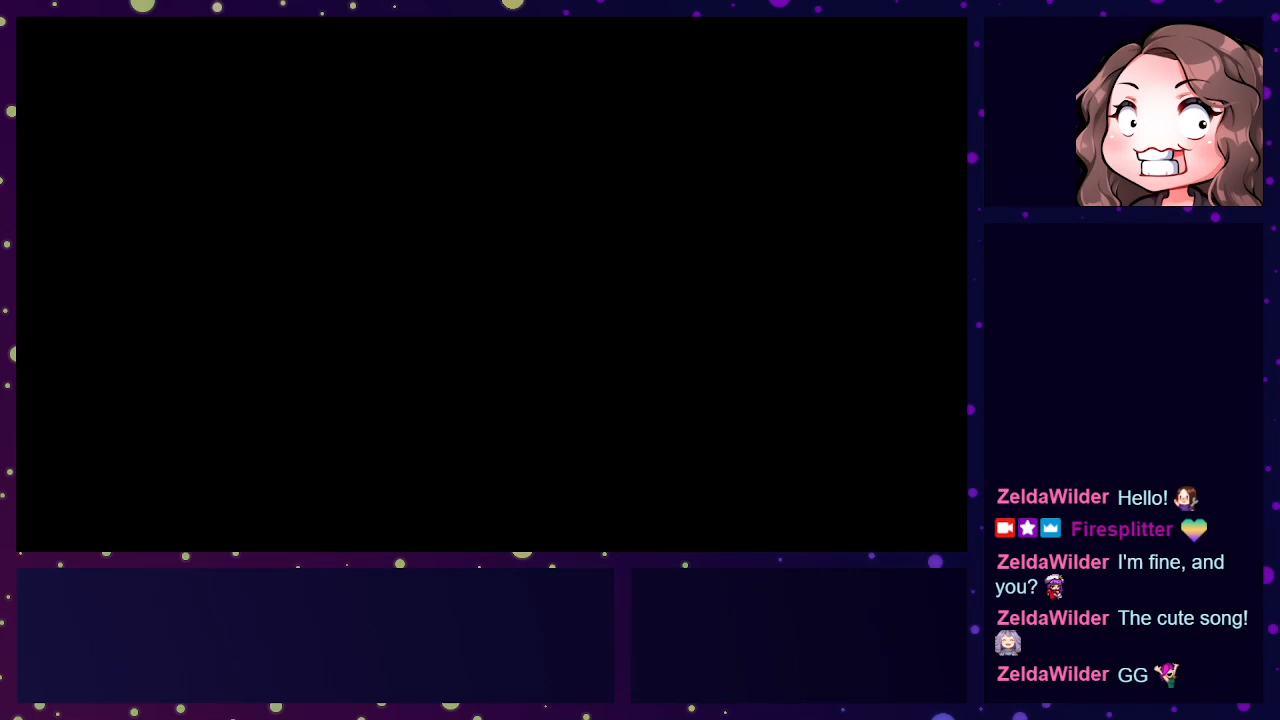 ZeldaWilder Hello!
Firesplitter
ZeldaWilder I'm fine, and
you?
ZeldaWilder The cute song!
ZeldaWilder GG